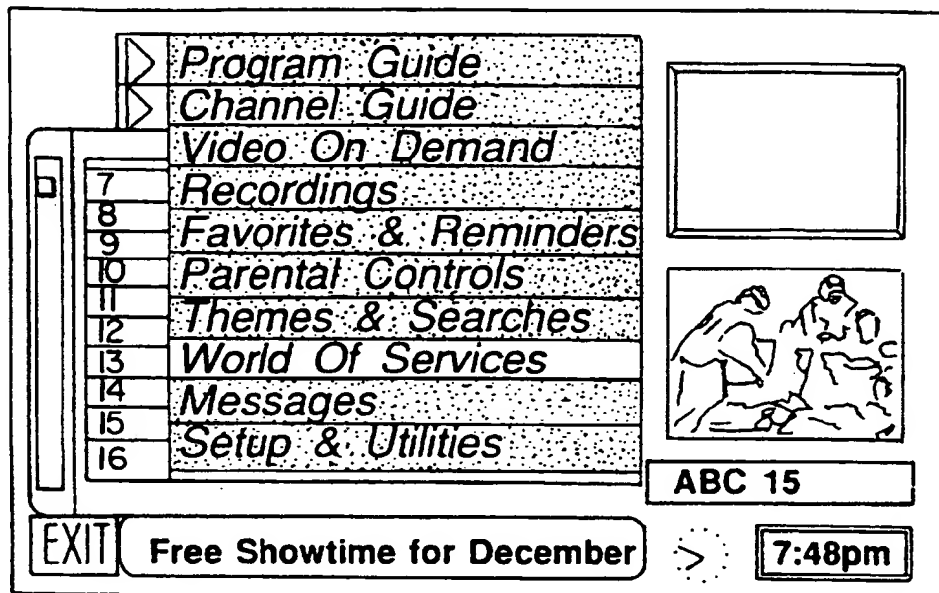 Program Guide
Channel Guide
Video On Demand
7 Recordings
8
9 Favorites & Reminders
10 Parental Controls
11
12 Themes & Searches
13 World Of Services
14 Messages
15 Setup & Utilities
16
ABC 15
EXIT Free Showtime for December 7:48pm